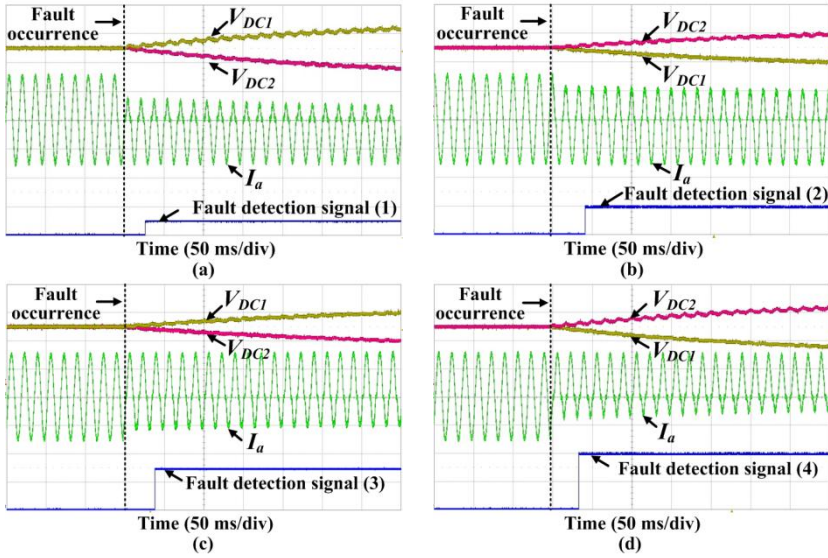 Fault
occurrence
V_DC1
V_DC2
I_a
Fault detection signal (1)
Time (50 ms/div)
(a)
Fault
occurrence
V_DC2
V_DC1
I_a
Fault detection signal (2)
Time (50 ms/div)
(b)
Fault
occurrence
V_DC1
V_DC2
I_a
Fault detection signal (3)
Time (50 ms/div)
(c)
Fault
occurrence
V_DC2
V_DC1
I_a
Fault detection signal (4)
Time (50 ms/div)
(d)